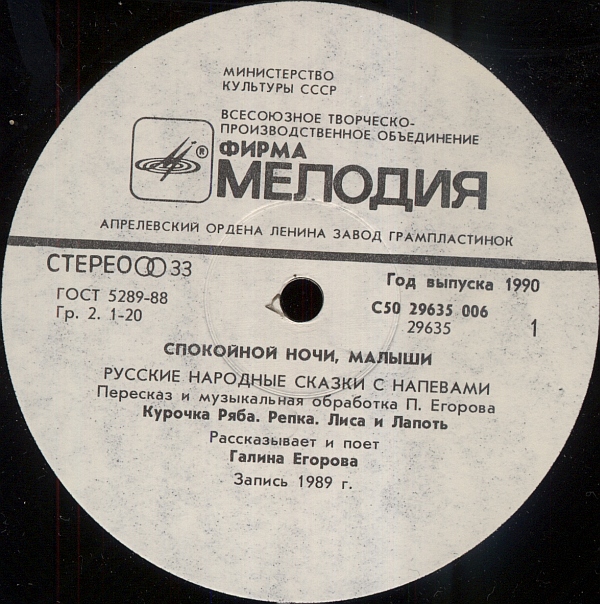 МИНИСТЕРСТВО
КУЛЬТУРЫ СССР
ВСЕСОЮЗНОЕ ТВОРЧЕСКО-
ПРОИЗВОДСТВЕННОЕ ОБЪЕДИНЕНИЕ
®
ФИРМА
МЕЛОДИЯ
АПРЕЛЕВСКИЙ ОРДЕНА ЛЕНИНА ЗАВОД ГРАМПЛАСТИНОК
СТЕРЕО 33
Год выпуска 1990
ГОСТ 5289-88
С50 29635 006
Гр. 2. 1-20
29635
1
СПОКОЙНОЙ НОЧИ, МАЛЫШИ
РУССКИЕ НАРОДНЫЕ СКАЗКИ С НАПЕВАМИ
Пересказ и музыкальная обработка П. Егорова
Курочка Ряба. Репка. Лиса и Лапоть
Рассказывает и поет
Галина Егорова
Запись 1989 г.